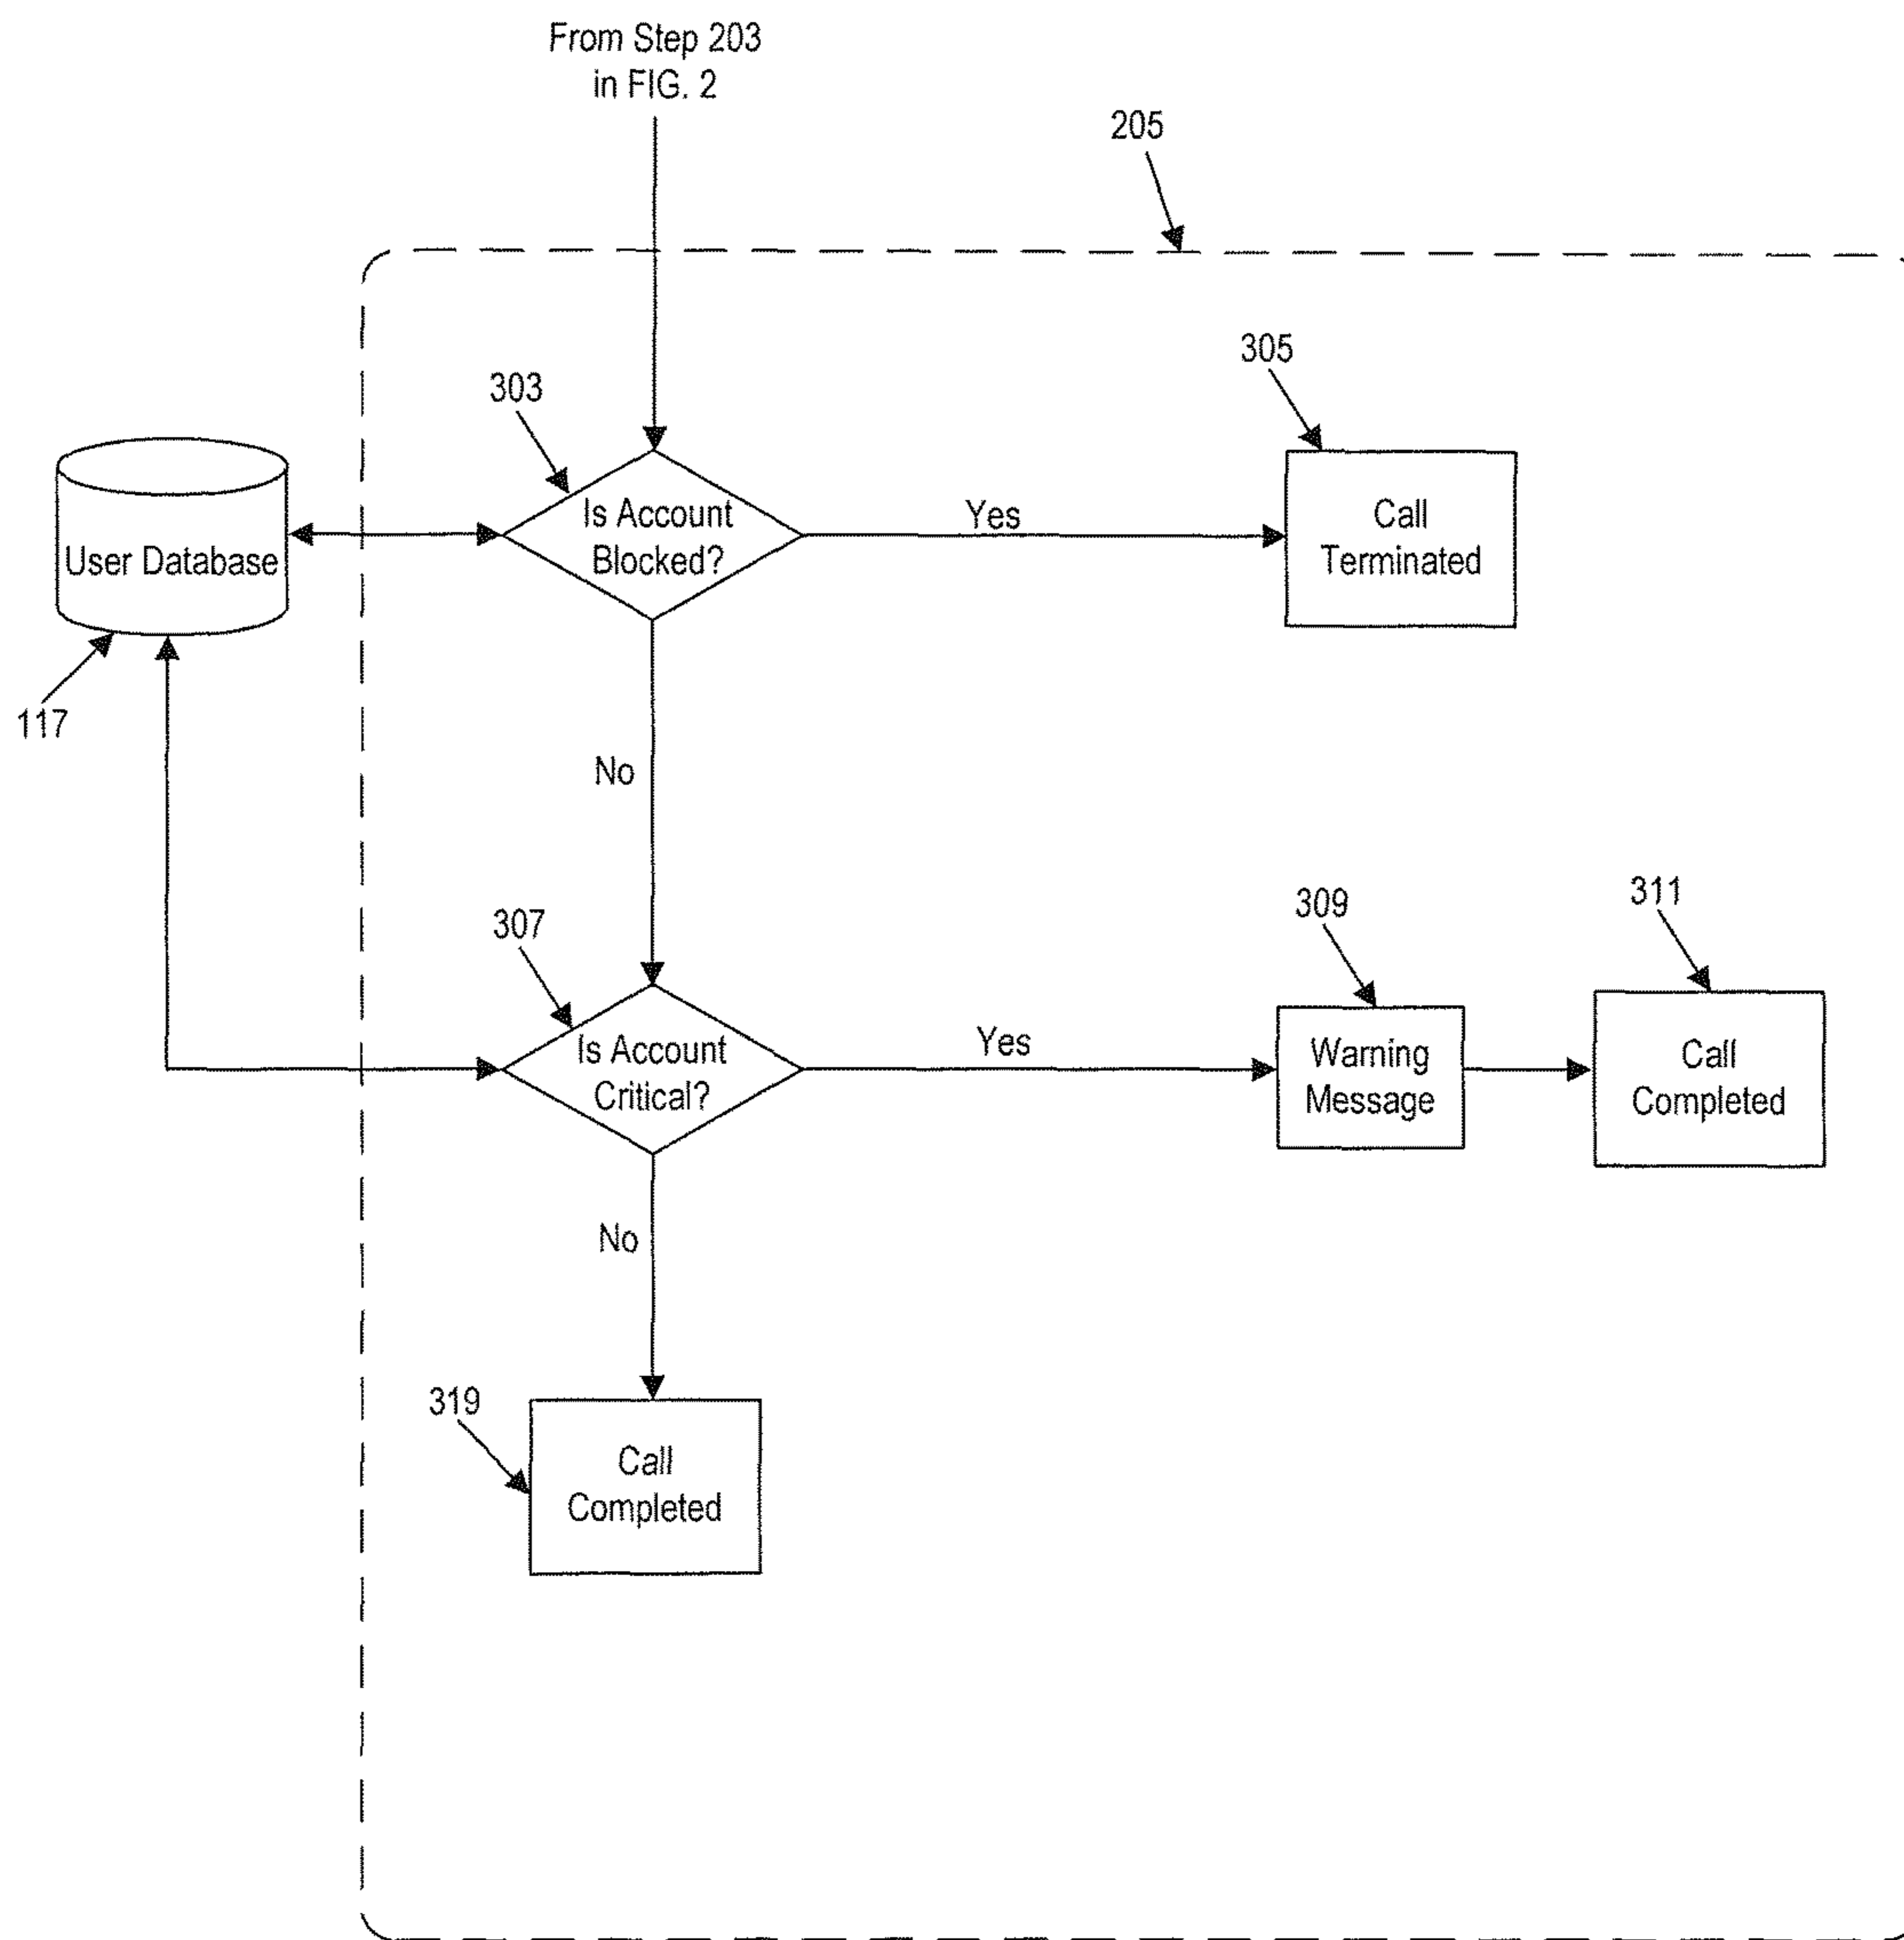 From Step 203
in FIG. 2
205
305
303
Is Account
Blocked?
Yes
Call
Terminated
User Database
117
No
307
309
311
Is Account
Critical?
Yes
Warning
Message
Call
Completed
No
319
Call
Completed